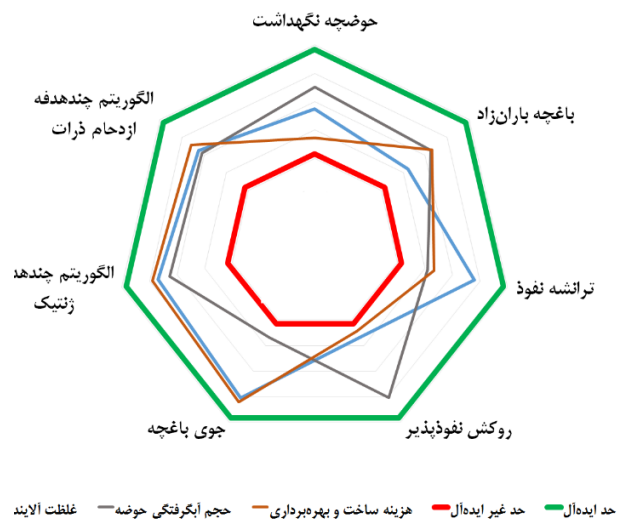 حوضچه نگهداشت
باغچه باران‌زاد
ترانشه نفوذ
روکش نفوذپذیر
جوی باغچه
الگوریتم چندهد
ژنتیک
الگوریتم چندهدفه
ازدحام ذرات
حد ایده‌آل
حد غیر ایده‌آل
هزینه ساخت و بهره‌برداری
حجم آبگرفتگی حوضه
غلظت آلایند